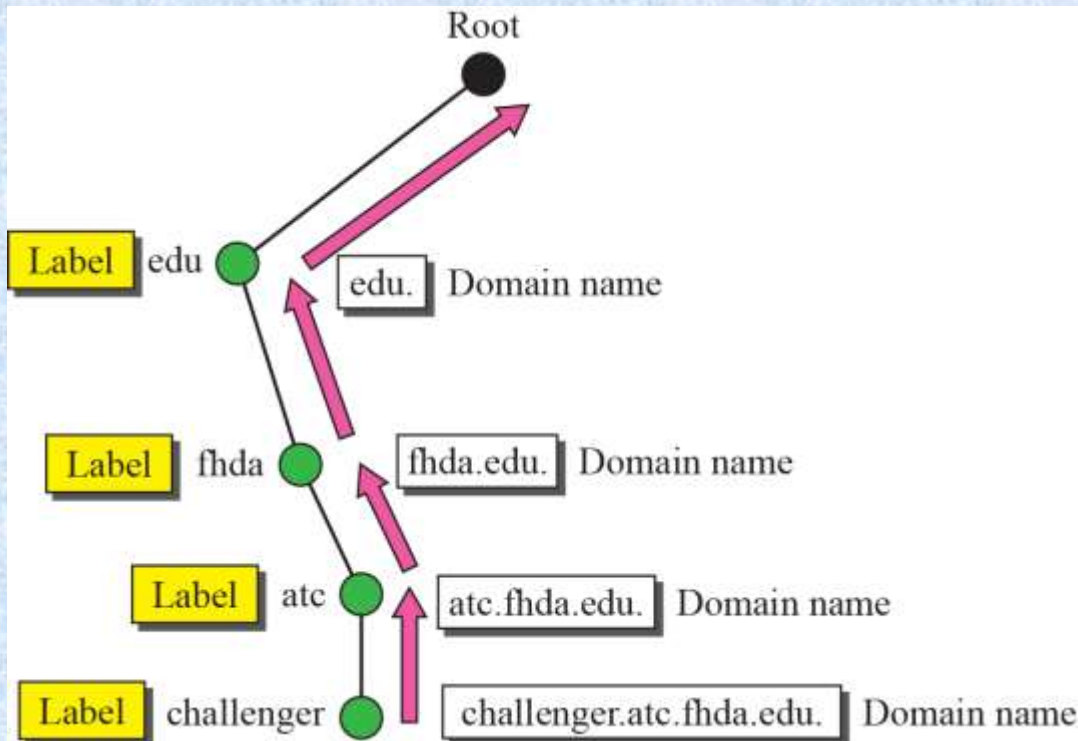 Root
Label edu
edu. Domain name
Label fhda
fhda.edu. Domain name
Label atc
atc.fhda.edu. Domain name
Label challenger
challenger.atc.fhda.edu. Domain name